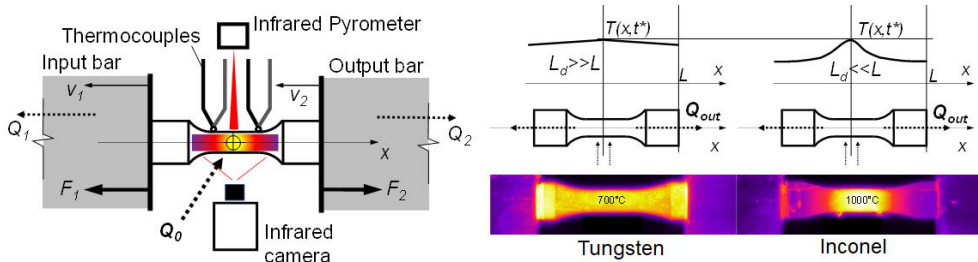 Infrared Pyrometer
Thermocouples
Input bar
Output bar
v1
v2
Q1
Q2
x
F1
F2
Q0
Infrared
camera
T(x,t*)
Ld>>L
L
x
Qout
x
700°C
Tungsten
T(x,t*)
Ld<<L
L
x
Qout
x
1000°C
Inconel